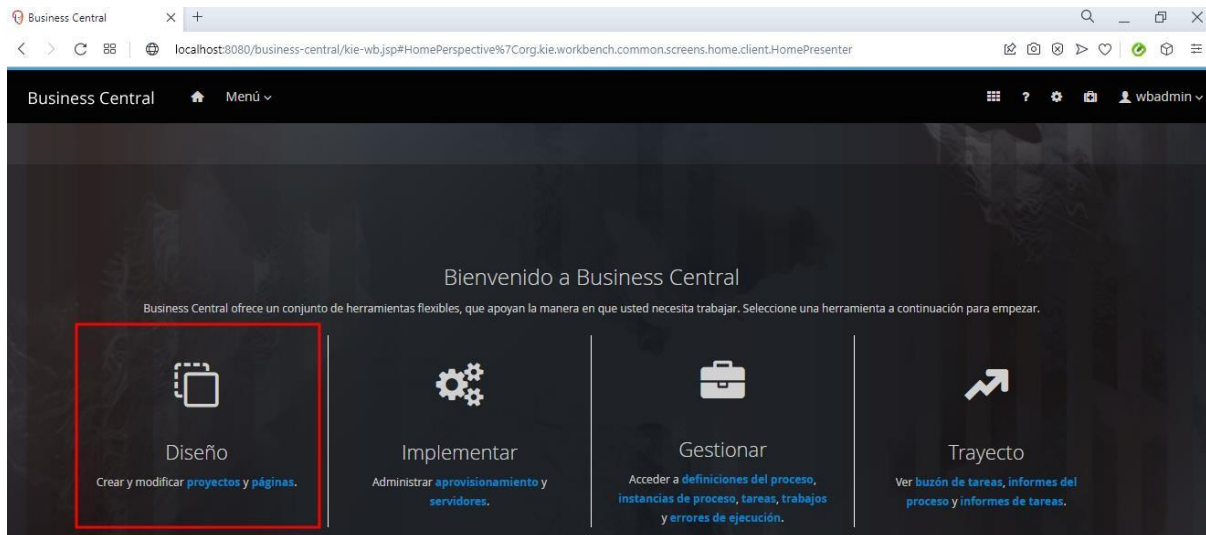 Business Central
localhost:8080/business-central/kie-wb.jsp#HomePerspective%7Corg.kie.workbench.common.screens.home.client.HomePresenter
Business Central Menú wbadmin
Bienvenido a Business Central
Business Central ofrece un conjunto de herramientas flexibles, que apoyan la manera en que usted necesita trabajar. Seleccione una herramienta a continuación para empezar.
Diseño
Crear y modificar proyectos y páginas.
Implementar
Administrar aprovisionamiento y
servidores.
Gestionar
Acceder a definiciones del proceso,
instancias de proceso, tareas, trabajos
y errores de ejecución.
Trayecto
Ver buzón de tareas, informes del
proceso y informes de tareas.